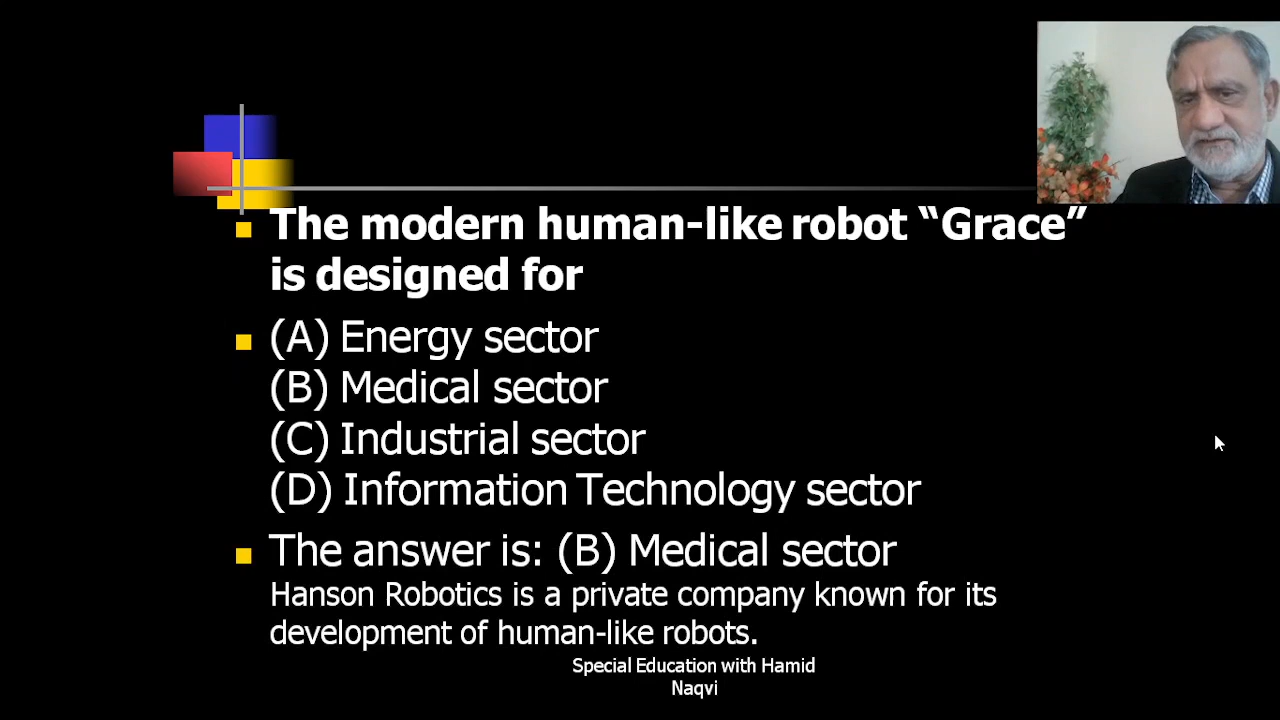 The modern human-like robot “Grace”
is designed for
(A) Energy sector
(B) Medical sector
(C) Industrial sector
(D) Information Technology sector
The answer is: (B) Medical sector
Hanson Robotics is a private company known for its
development of human-like robots.
Special Education with Hamid
Naqvi